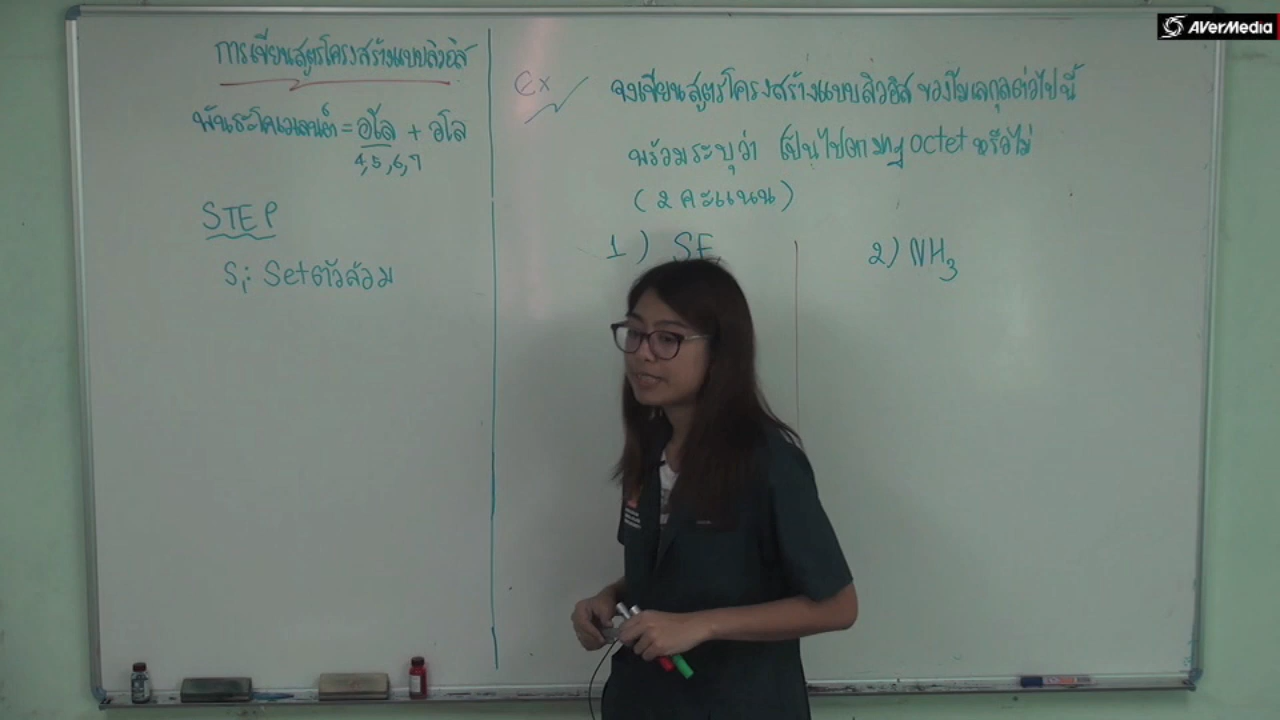 การเขียนสูตรโครงสร้างแบบลิวอิส
พันธะโคเวเลนต์ = อโล + อโล
4,5,6,7
STEP
S₁: Setตัวล้อม
Ex
จงเขียนสูตรโครงสร้างแบบลิวอิส ของโมเลกุลต่อไปนี้
พร้อมระบุว่า เป็นไปตามกฎ octet หรือไม่
(2 คะแนน)
1) SF
2) NH₃
AVerMedia